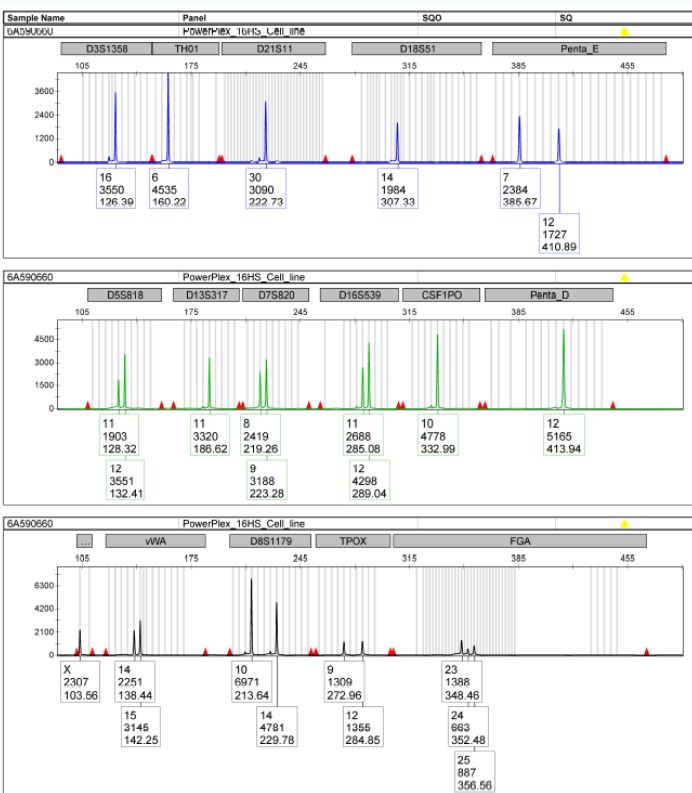 Sample Name Panel SQO SQ
6A590660 PowerPlex_16HS_Cell_line
D3S1358 TH01 D21S11 D18S51 Penta_E
105 175 245 315 385 455
3600
2400
1200
0
16 6 30 14 7
3550 4535 3090 1984 2384
126.39 160.22 222.73 307.33 385.67
12
1727
410.89
6A590660 PowerPlex_16HS_Cell_line
D5S818 D13S317 D7S820 D16S539 CSF1PO Penta_D
105 175 245 315 385 455
4500
3000
1500
0
11 11 8 11 10 12
1903 3320 2419 2688 4778 5165
128.32 186.62 219.26 285.08 332.99 413.94
12 9 12
3551 3188 4298
132.41 223.28 289.04
6A590660 PowerPlex_16HS_Cell_line
... vWA D8S1179 TPOX FGA
105 175 245 315 385 455
6300
4200
2100
0
X 14 10 9 23
2307 2251 6971 1309 1388
103.56 138.44 213.64 272.96 348.46
15 14 12 24
3145 4781 1355 663
142.25 229.78 284.85 352.48
25
887
356.56